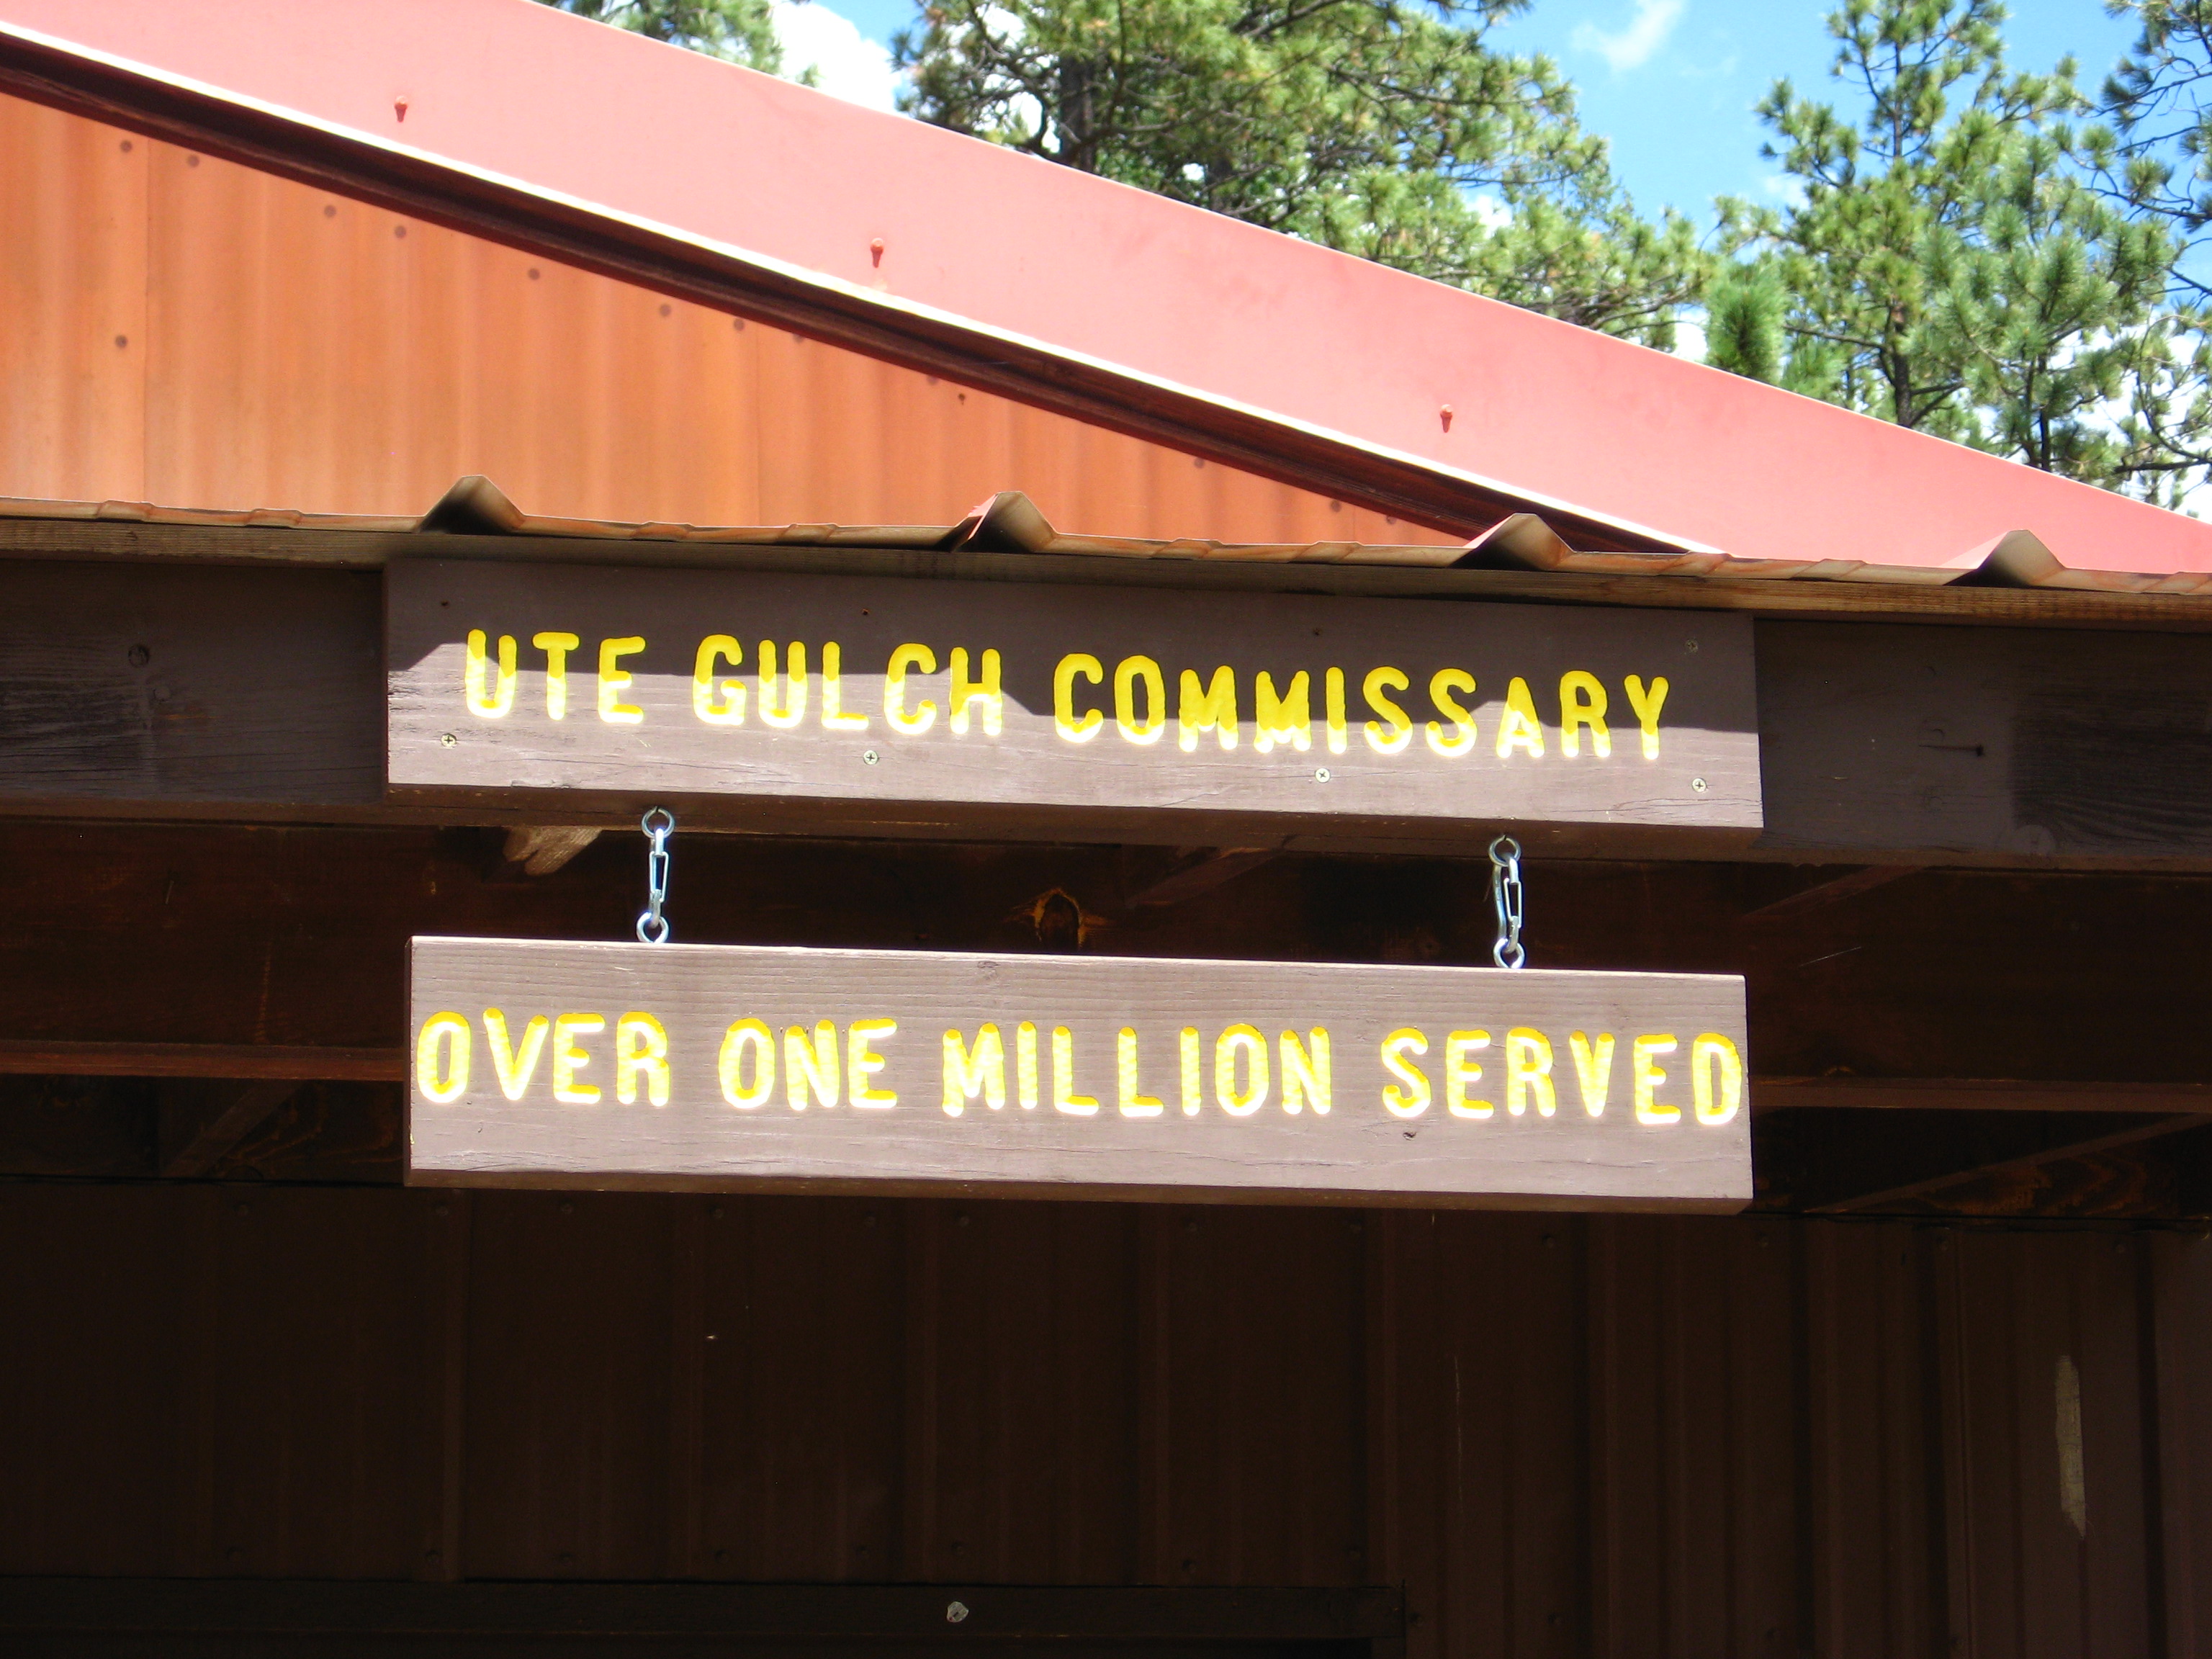 UTE GULCH COMMISSARY
OVER ONE MILLION SERVED